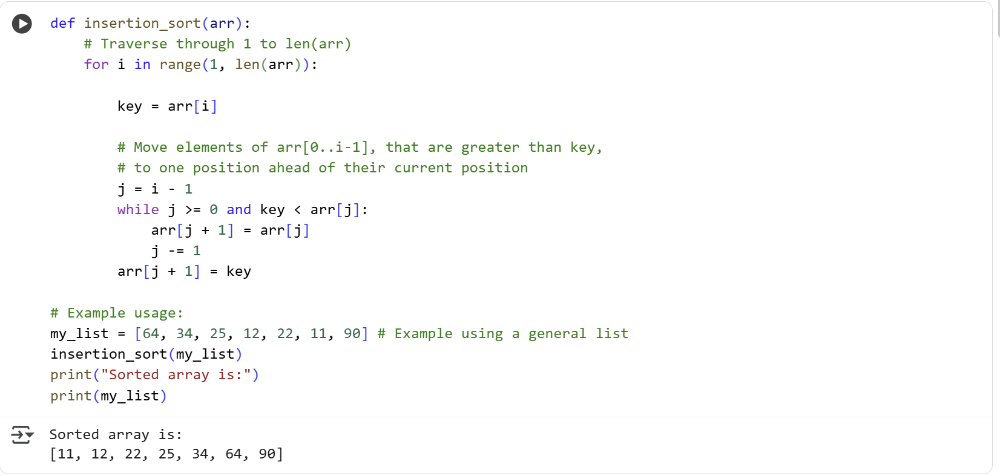 def insertion_sort(arr):
    # Traverse through 1 to len(arr)
    for i in range(1, len(arr)):

        key = arr[i]

        # Move elements of arr[0..i-1], that are greater than key,
        # to one position ahead of their current position
        j = i - 1
        while j >= 0 and key < arr[j]:
            arr[j + 1] = arr[j]
            j -= 1
        arr[j + 1] = key

# Example usage:
my_list = [64, 34, 25, 12, 22, 11, 90] # Example using a general list
insertion_sort(my_list)
print("Sorted array is:")
print(my_list)
Sorted array is:
[11, 12, 22, 25, 34, 64, 90]